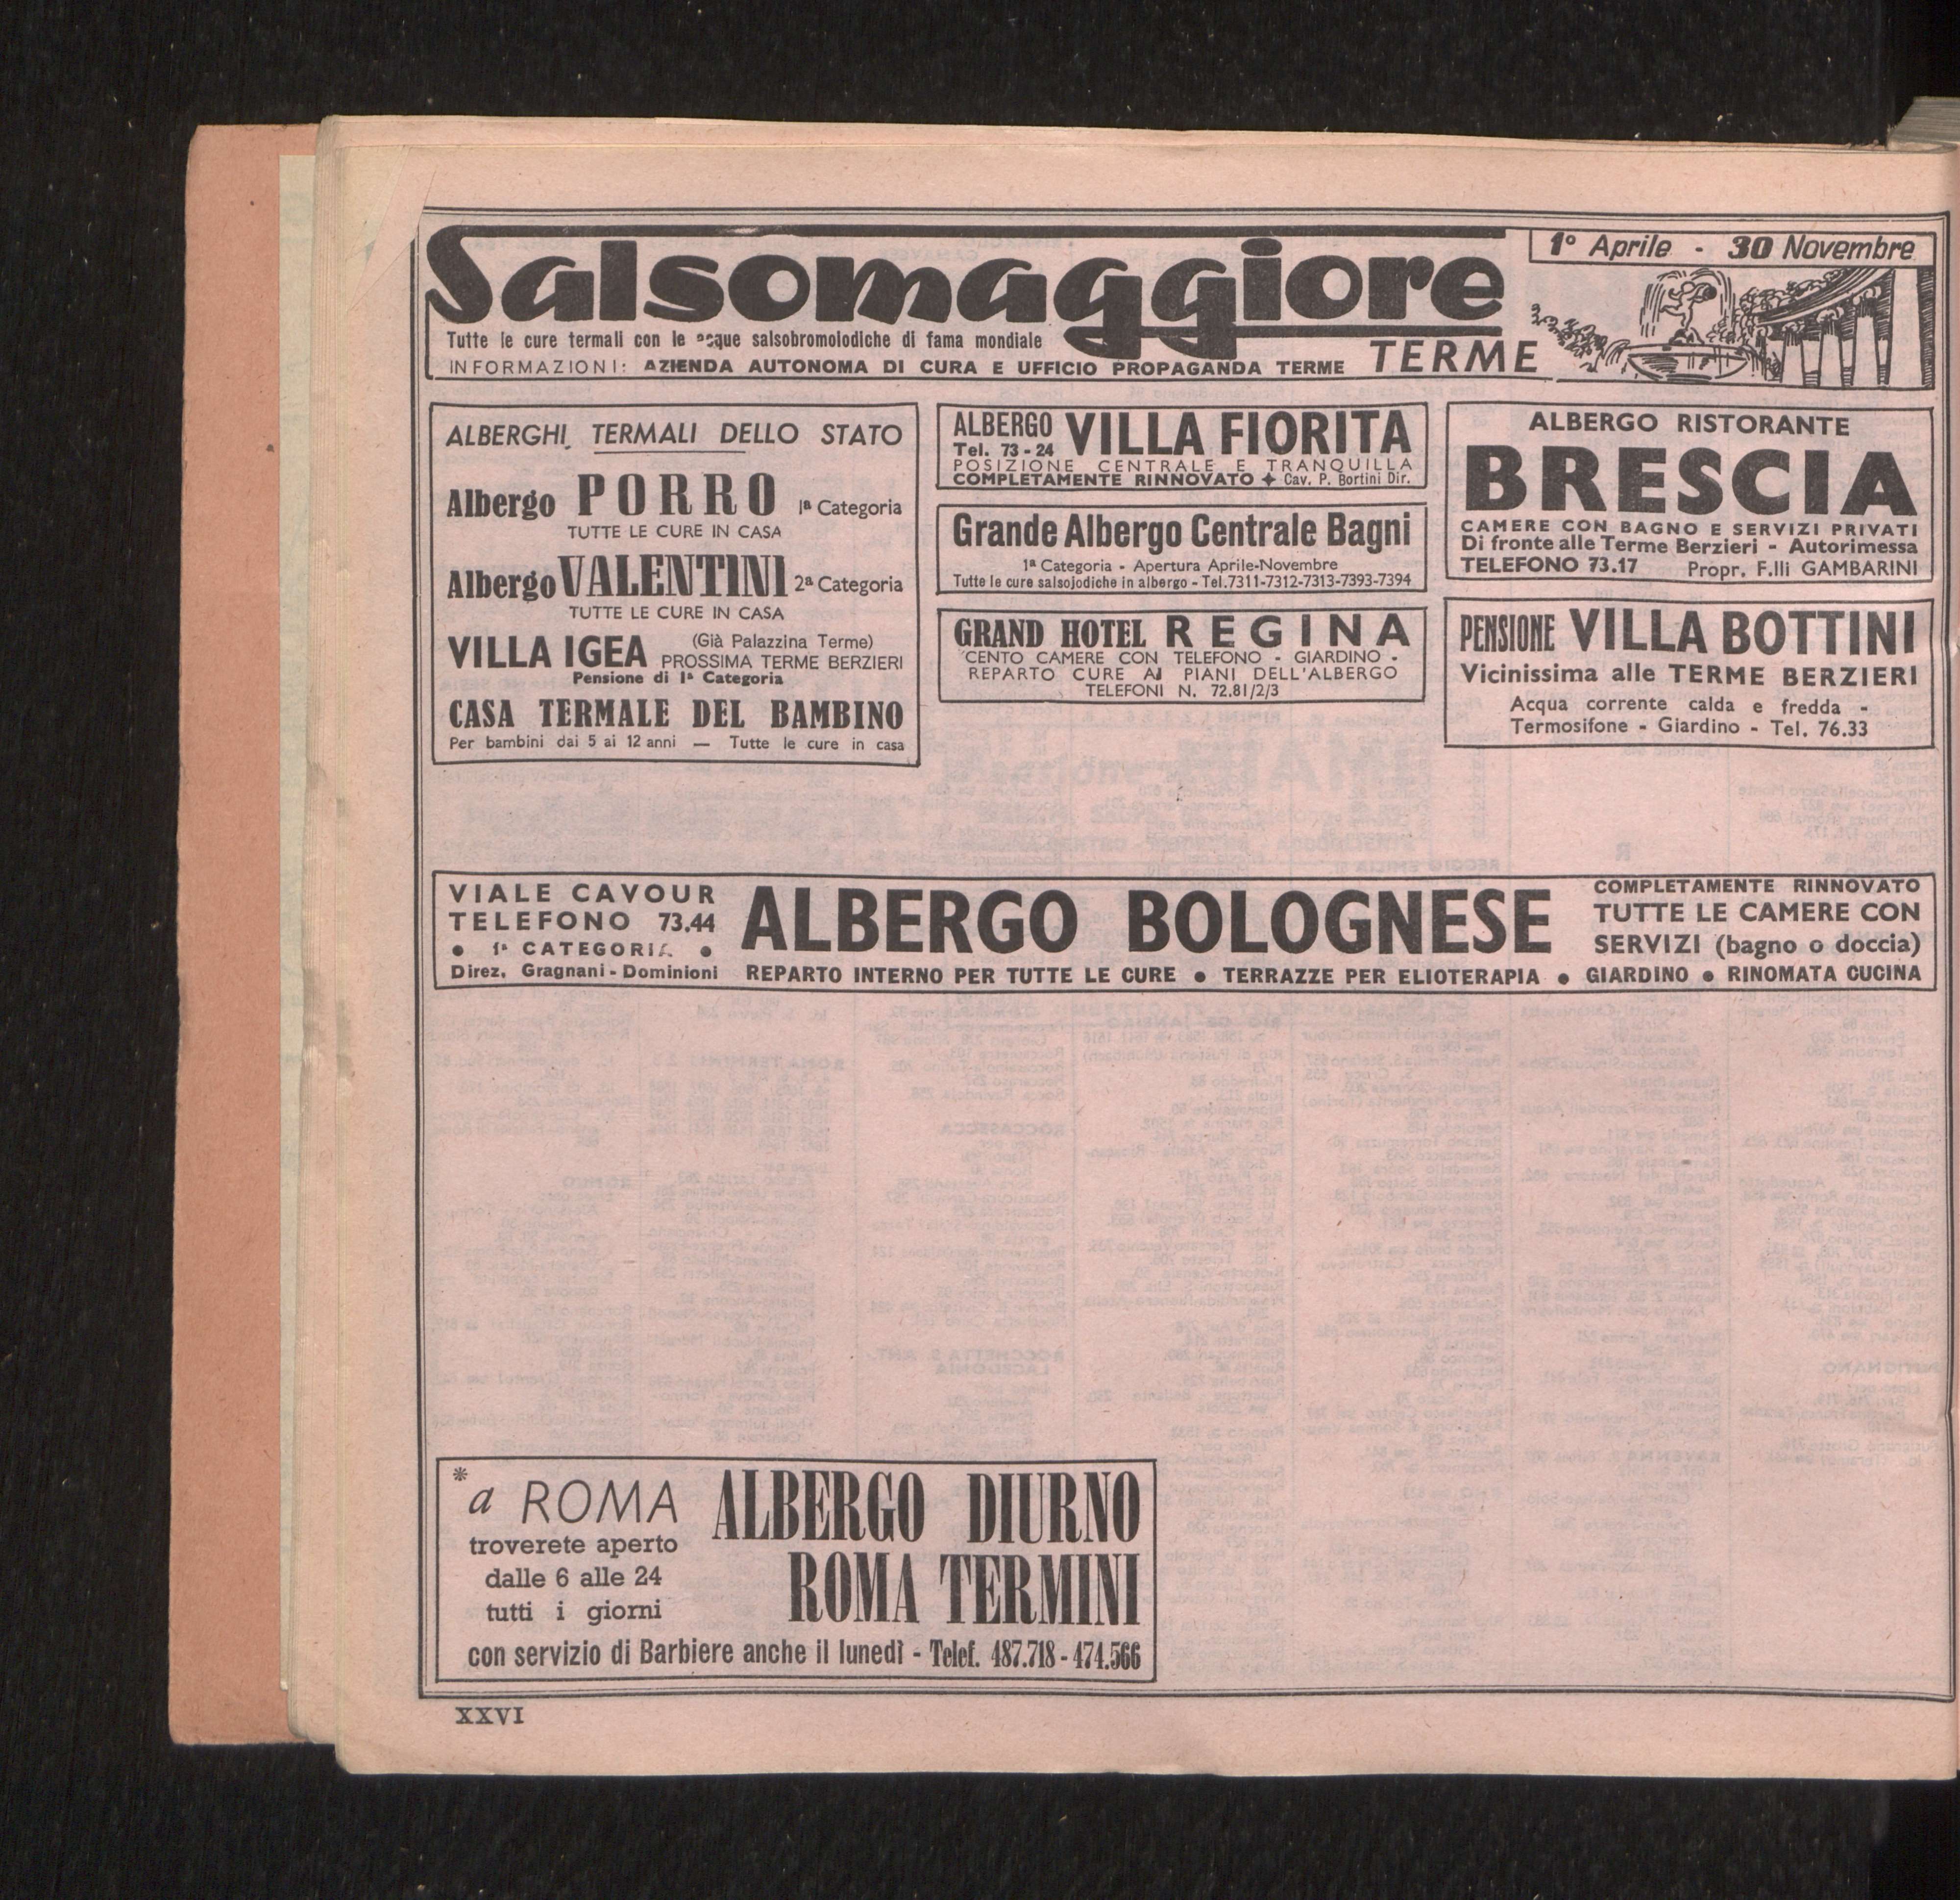 Salsomaggiore
TERME
1º Aprile - 30 Novembre
Tutte le cure termali con le acque salsobromoiodiche di fama mondiale
INFORMAZIONI: AZIENDA AUTONOMA DI CURA E UFFICIO PROPAGANDA TERME
ALBERGHI TERMALI DELLO STATO
Albergo PORRO Iª Categoria
TUTTE LE CURE IN CASA
Albergo VALENTINI 2ª Categoria
TUTTE LE CURE IN CASA
VILLA IGEA (Già Palazzina Terme)
PROSSIMA TERME BERZIERI
Pensione di Iª Categoria
CASA TERMALE DEL BAMBINO
Per bambini dai 5 ai 12 anni — Tutte le cure in casa
ALBERGO VILLA FIORITA
Tel. 73-24
POSIZIONE CENTRALE E TRANQUILLA
COMPLETAMENTE RINNOVATO ✦ Cav. P. Bortini Dir.
Grande Albergo Centrale Bagni
1ª Categoria - Apertura Aprile-Novembre
Tutte le cure salsojodiche in albergo - Tel.7311-7312-7313-7393-7394
GRAND HOTEL REGINA
CENTO CAMERE CON TELEFONO - GIARDINO -
REPARTO CURE AI PIANI DELL'ALBERGO
TELEFONI N. 72.81/2/3
ALBERGO RISTORANTE
BRESCIA
CAMERE CON BAGNO E SERVIZI PRIVATI
Di fronte alle Terme Berzieri - Autorimessa
TELEFONO 73.17 Propr. F.lli GAMBARINI
PENSIONE VILLA BOTTINI
Vicinissima alle TERME BERZIERI
Acqua corrente calda e fredda -
Termosifone - Giardino - Tel. 76.33
VIALE CAVOUR
TELEFONO 73.44
• 1ª CATEGORIA •
Direz. Gragnani - Dominioni
ALBERGO BOLOGNESE
COMPLETAMENTE RINNOVATO
TUTTE LE CAMERE CON
SERVIZI (bagno o doccia)
REPARTO INTERNO PER TUTTE LE CURE • TERRAZZE PER ELIOTERAPIA • GIARDINO • RINOMATA CUCINA
* a ROMA
troverete aperto
dalle 6 alle 24
tutti i giorni
ALBERGO DIURNO
ROMA TERMINI
con servizio di Barbiere anche il lunedì - Telef. 487.718 - 474.566
XXVI